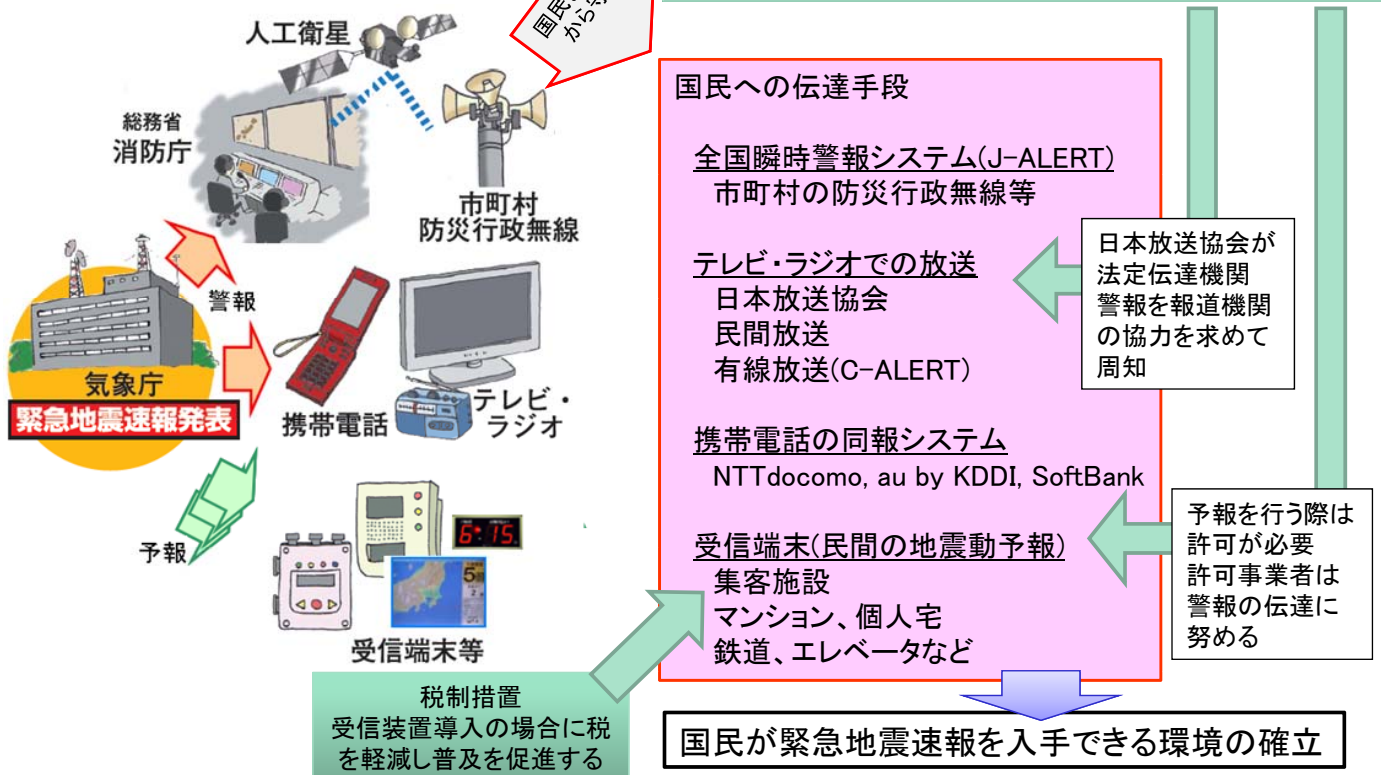 国民
から守
人工衛星
総務省
消防庁
市町村
防災行政無線
警報
気象庁
緊急地震速報発表
携帯電話
テレビ・
ラジオ
予報
6:15
5弱
受信端末等
税制措置
受信装置導入の場合に税
を軽減し普及を促進する
国民への伝達手段
全国瞬時警報システム(J-ALERT)
市町村の防災行政無線等
テレビ・ラジオでの放送
日本放送協会
民間放送
有線放送(C-ALERT)
携帯電話の同報システム
NTTdocomo, au by KDDI, SoftBank
受信端末(民間の地震動予報)
集客施設
マンション、個人宅
鉄道、エレベータなど
日本放送協会が
法定伝達機関
警報を報道機関
の協力を求めて
周知
予報を行う際は
許可が必要
許可事業者は
警報の伝達に
努める
国民が緊急地震速報を入手できる環境の確立